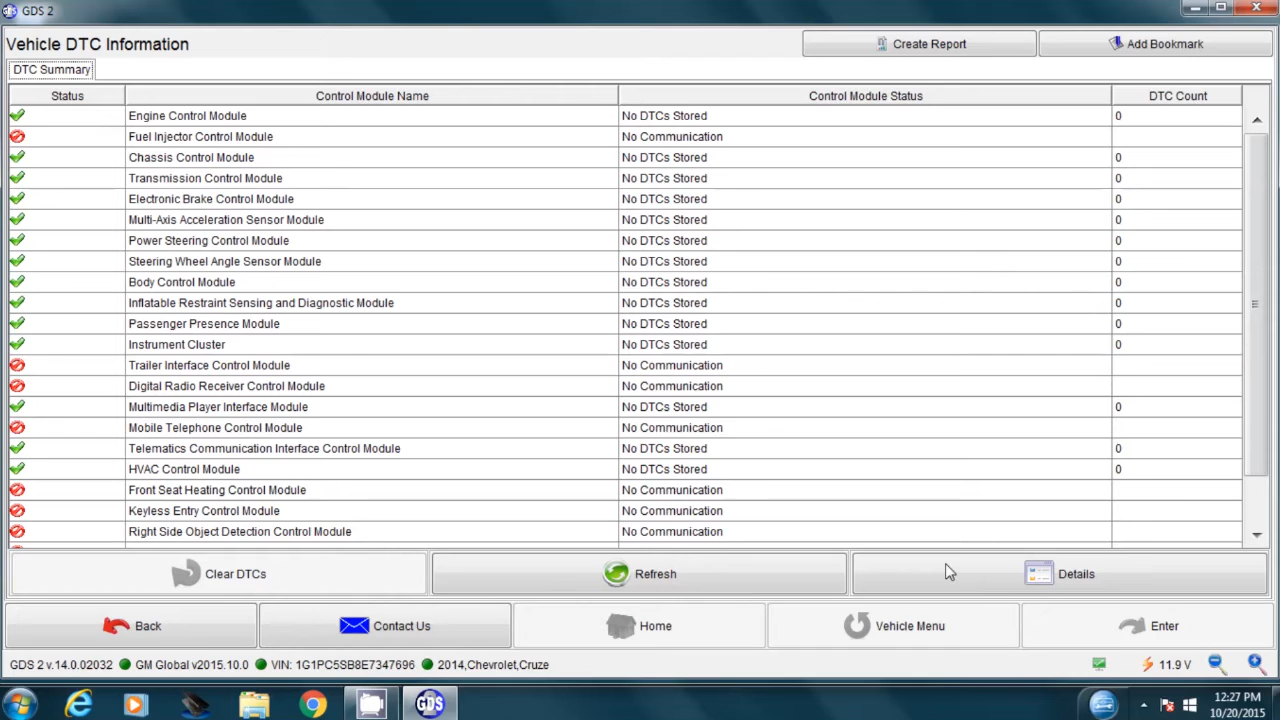 GDS 2
Vehicle DTC Information
Create Report
Add Bookmark
DTC Summary
Status Control Module Name Control Module Status DTC Count
Engine Control Module No DTCs Stored 0
Fuel Injector Control Module No Communication
Chassis Control Module No DTCs Stored 0
Transmission Control Module No DTCs Stored 0
Electronic Brake Control Module No DTCs Stored 0
Multi-Axis Acceleration Sensor Module No DTCs Stored 0
Power Steering Control Module No DTCs Stored 0
Steering Wheel Angle Sensor Module No DTCs Stored 0
Body Control Module No DTCs Stored 0
Inflatable Restraint Sensing and Diagnostic Module No DTCs Stored 0
Passenger Presence Module No DTCs Stored 0
Instrument Cluster No DTCs Stored 0
Trailer Interface Control Module No Communication
Digital Radio Receiver Control Module No Communication
Multimedia Player Interface Module No DTCs Stored 0
Mobile Telephone Control Module No Communication
Telematics Communication Interface Control Module No DTCs Stored 0
HVAC Control Module No DTCs Stored 0
Front Seat Heating Control Module No Communication
Keyless Entry Control Module No Communication
Right Side Object Detection Control Module No Communication
Clear DTCs Refresh Details
Back Contact Us Home Vehicle Menu Enter
GDS 2 v.14.0.02032 GM Global v2015.10.0 VIN: 1G1PC5SB8E7347696 2014,Chevrolet,Cruze 11.9 V
GDS
12:27 PM
10/20/2015